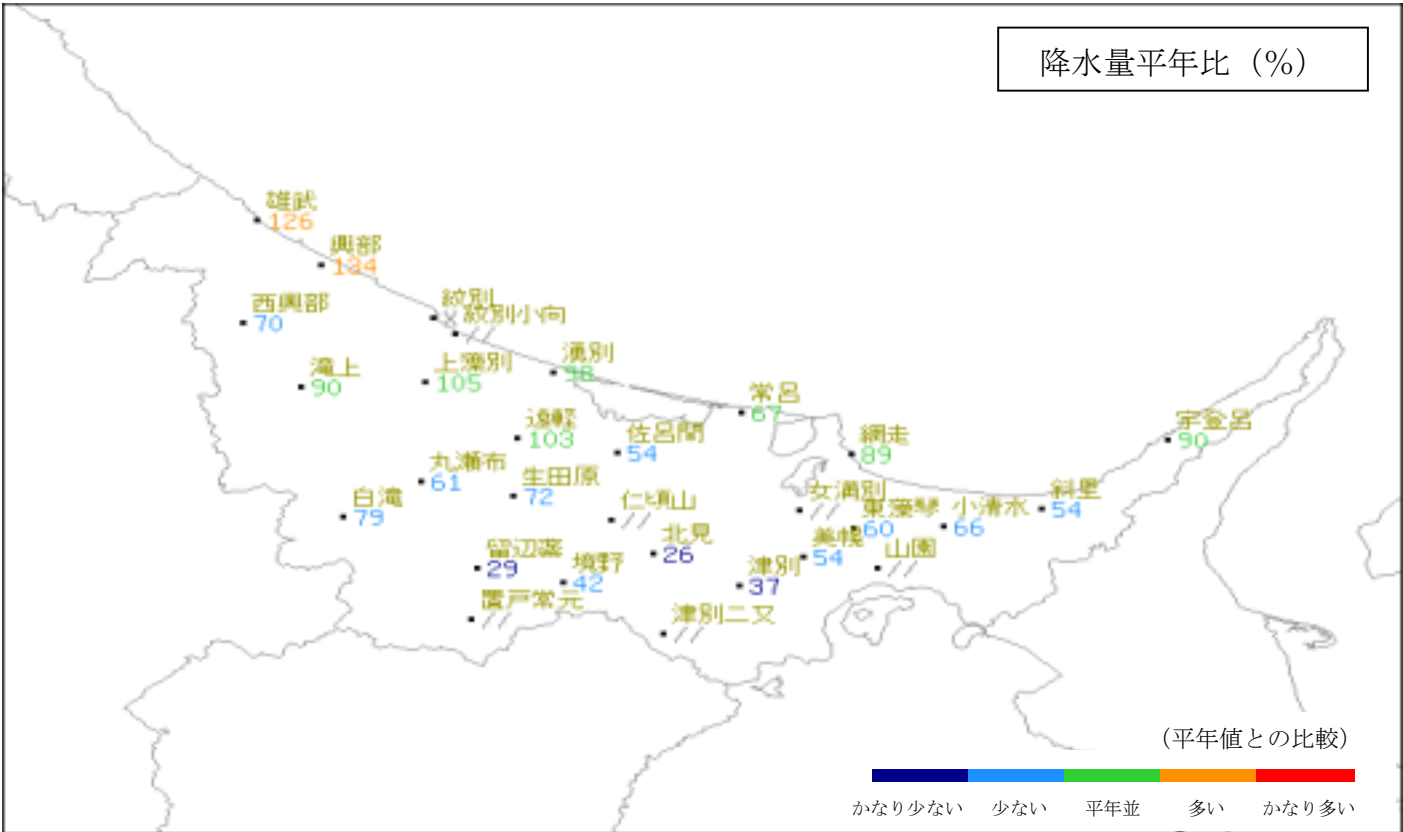 降水量平年比（%）
雄武
126
興部
134
西興部
70
紋別
×
紋別小向
//
滝上
90
上藻別
105
湧別
98
常呂
67
遠軽
103
佐呂間
54
網走
89
宇登呂
90
丸瀬布
61
生田原
72
白滝
79
仁頃山
//
女満別
//
東藻琴
60
小清水
66
斜里
54
北見
26
美幌
54
山園
//
留辺蘂
29
境野
42
津別
37
置戸常元
//
津別二又
//
（平年値との比較）
かなり少ない 少ない 平年並 多い かなり多い